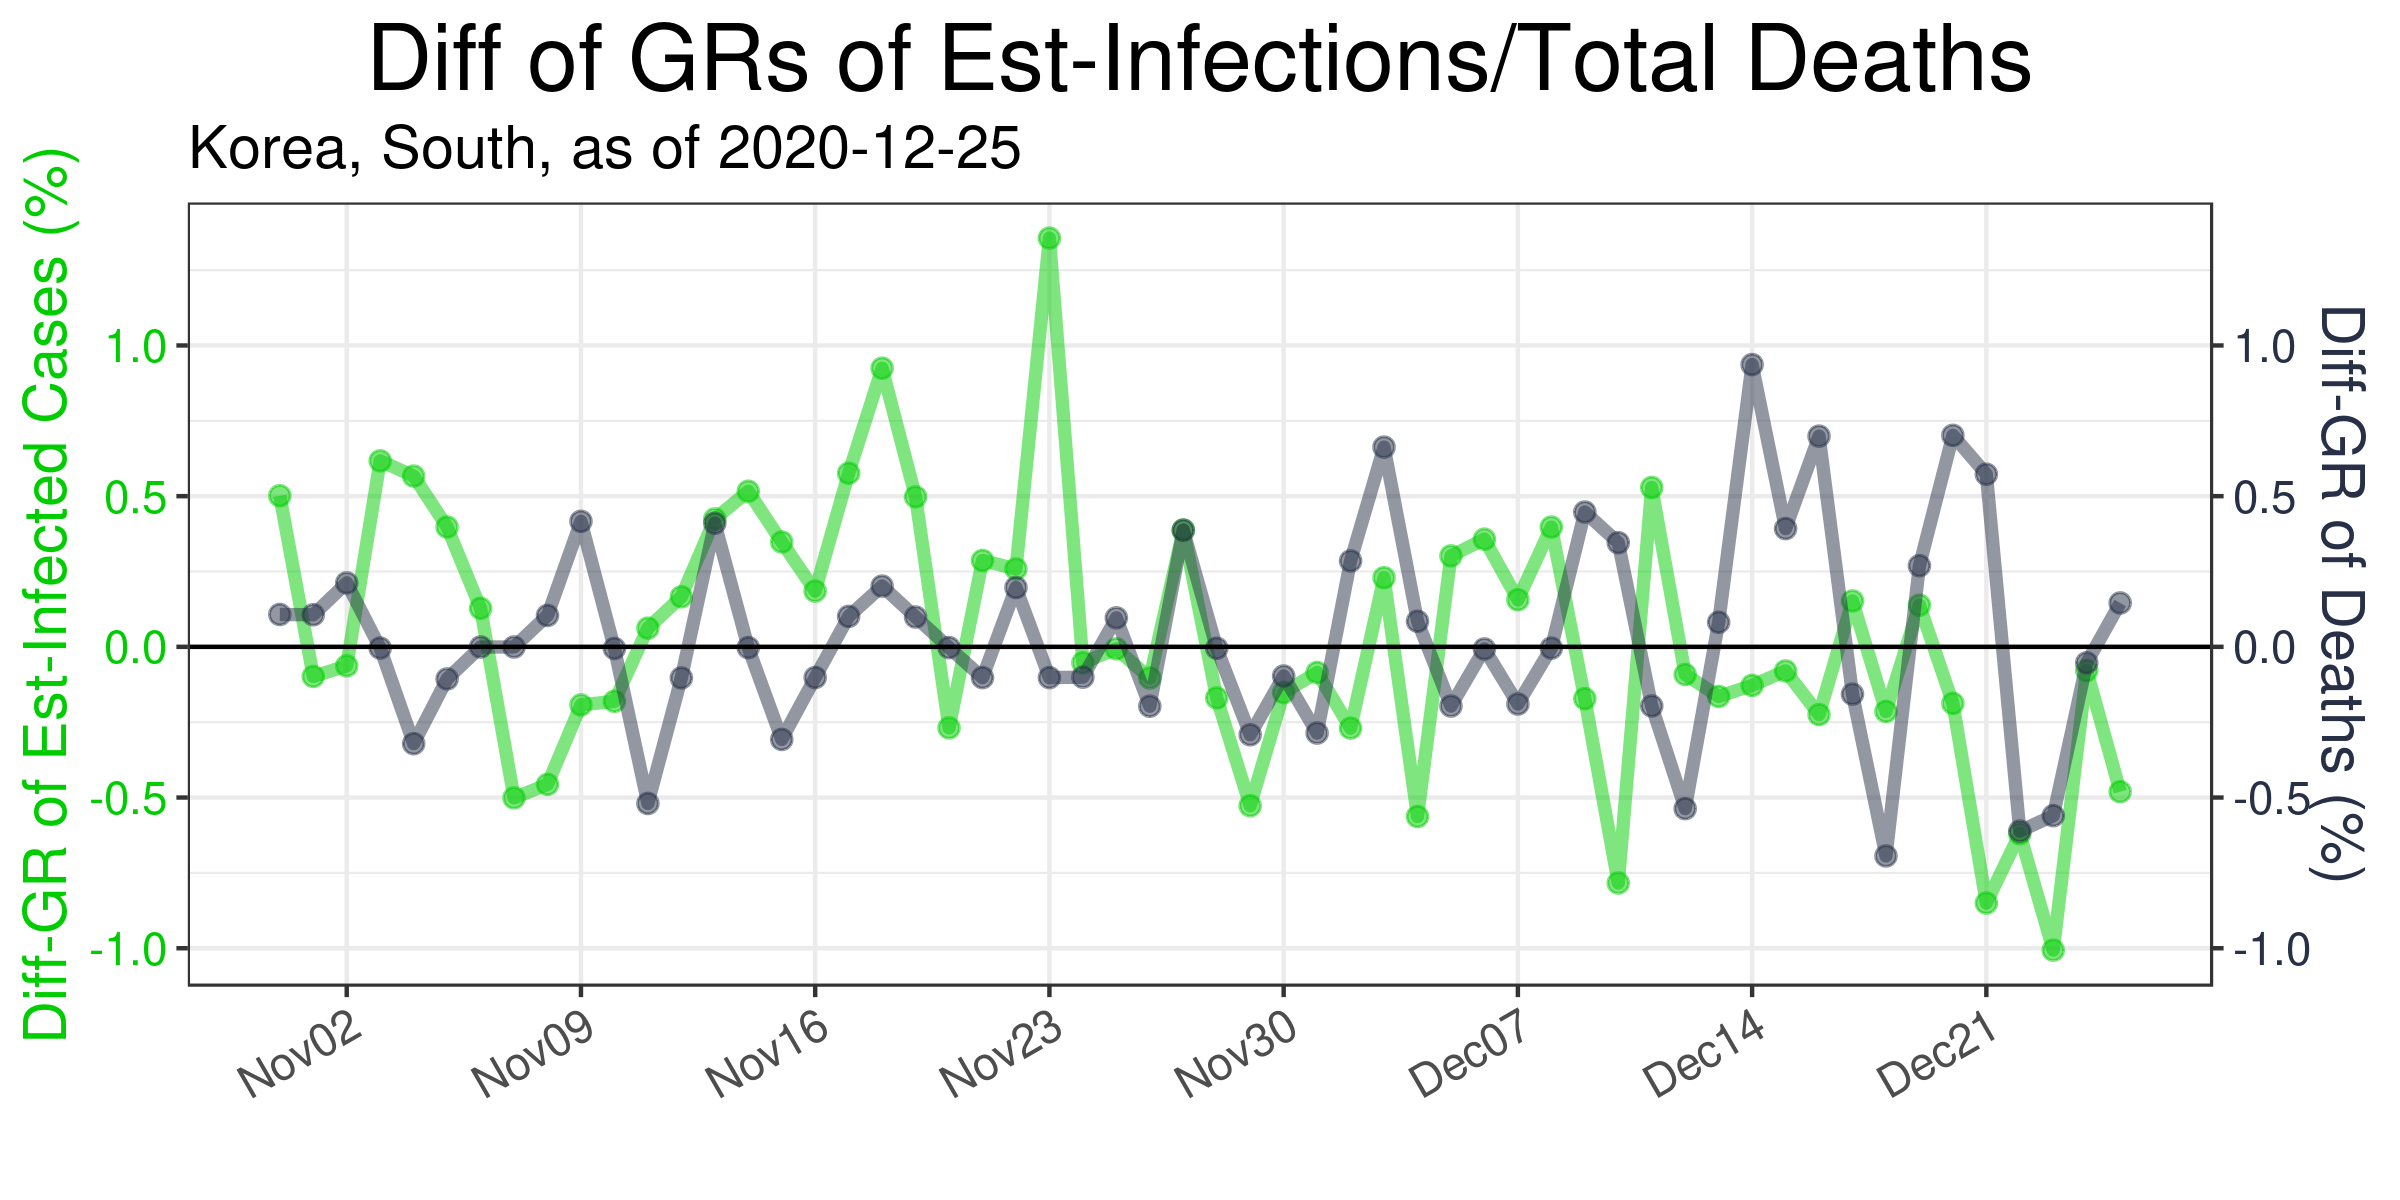 Diff of GRs of Est-Infections/Total Deaths
Korea, South, as of 2020-12-25
Diff-GR of Est-Infected Cases (%)
1.0
0.5
0.0
-0.5
-1.0
1.0
0.5
0.0
-0.5
-1.0
Diff-GR of Deaths (%)
Nov02
Nov09
Nov16
Nov23
Nov30
Dec07
Dec14
Dec21